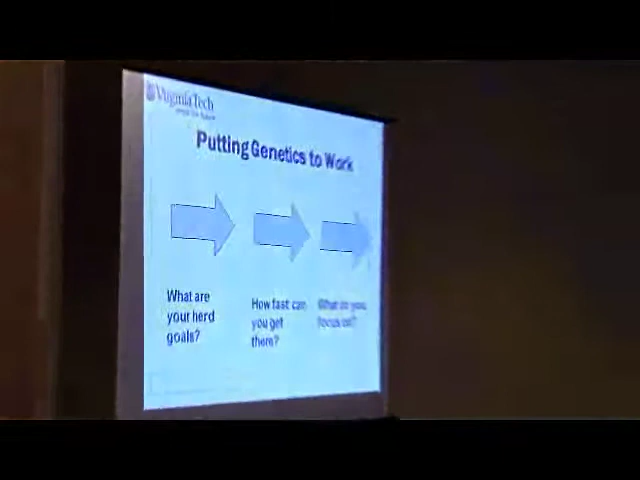 VirginiaTech
Putting Genetics to Work
What are
your herd
goals?
How fast can
you get
there?
What do you
focus on?